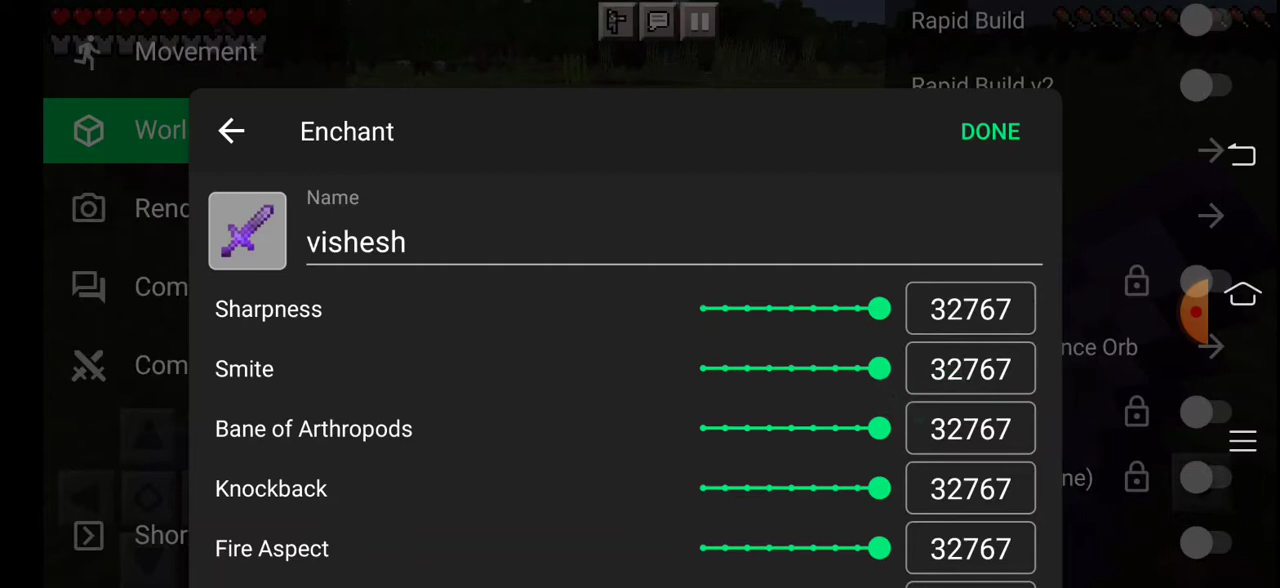 Rapid Build
Movement
Rapid Build v2
Worl
Enchant
DONE
Name
Rend
vishesh
Com
Sharpness
32767
nce Orb
Com
Smite
32767
Bane of Arthropods
32767
Knockback
32767
ne)
Shor
Fire Aspect
32767